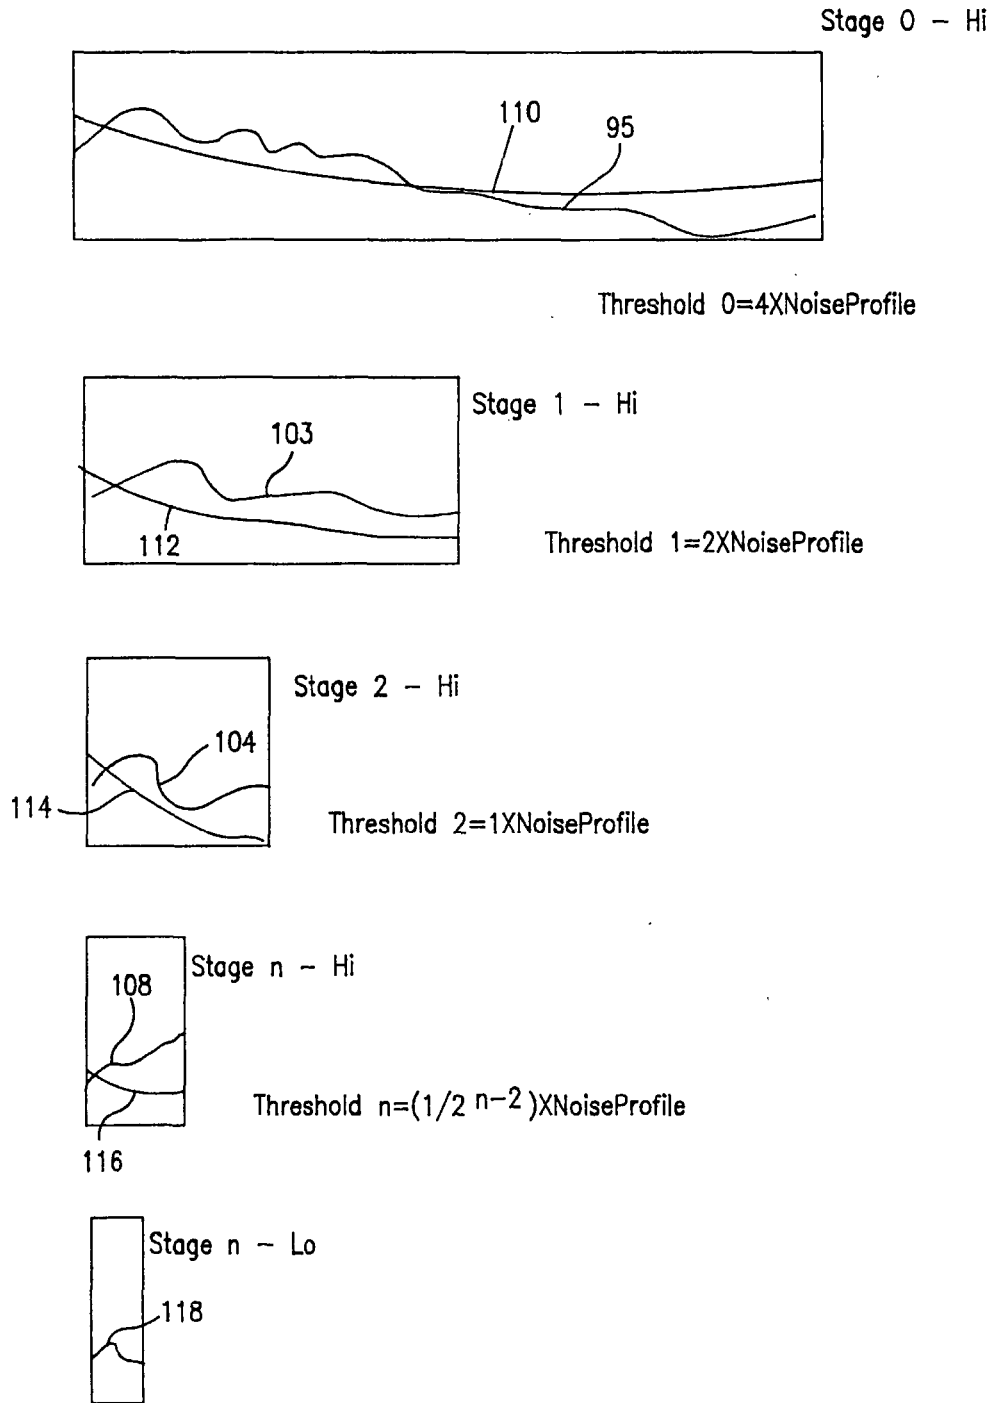 Stage 0 – Hi
110
95
Threshold 0=4XNoiseProfile
Stage 1 – Hi
103
112
Threshold 1=2XNoiseProfile
Stage 2 – Hi
104
114
Threshold 2=1XNoiseProfile
Stage n – Hi
108
Threshold n=(1/2 n-2)XNoiseProfile
116
Stage n – Lo
118